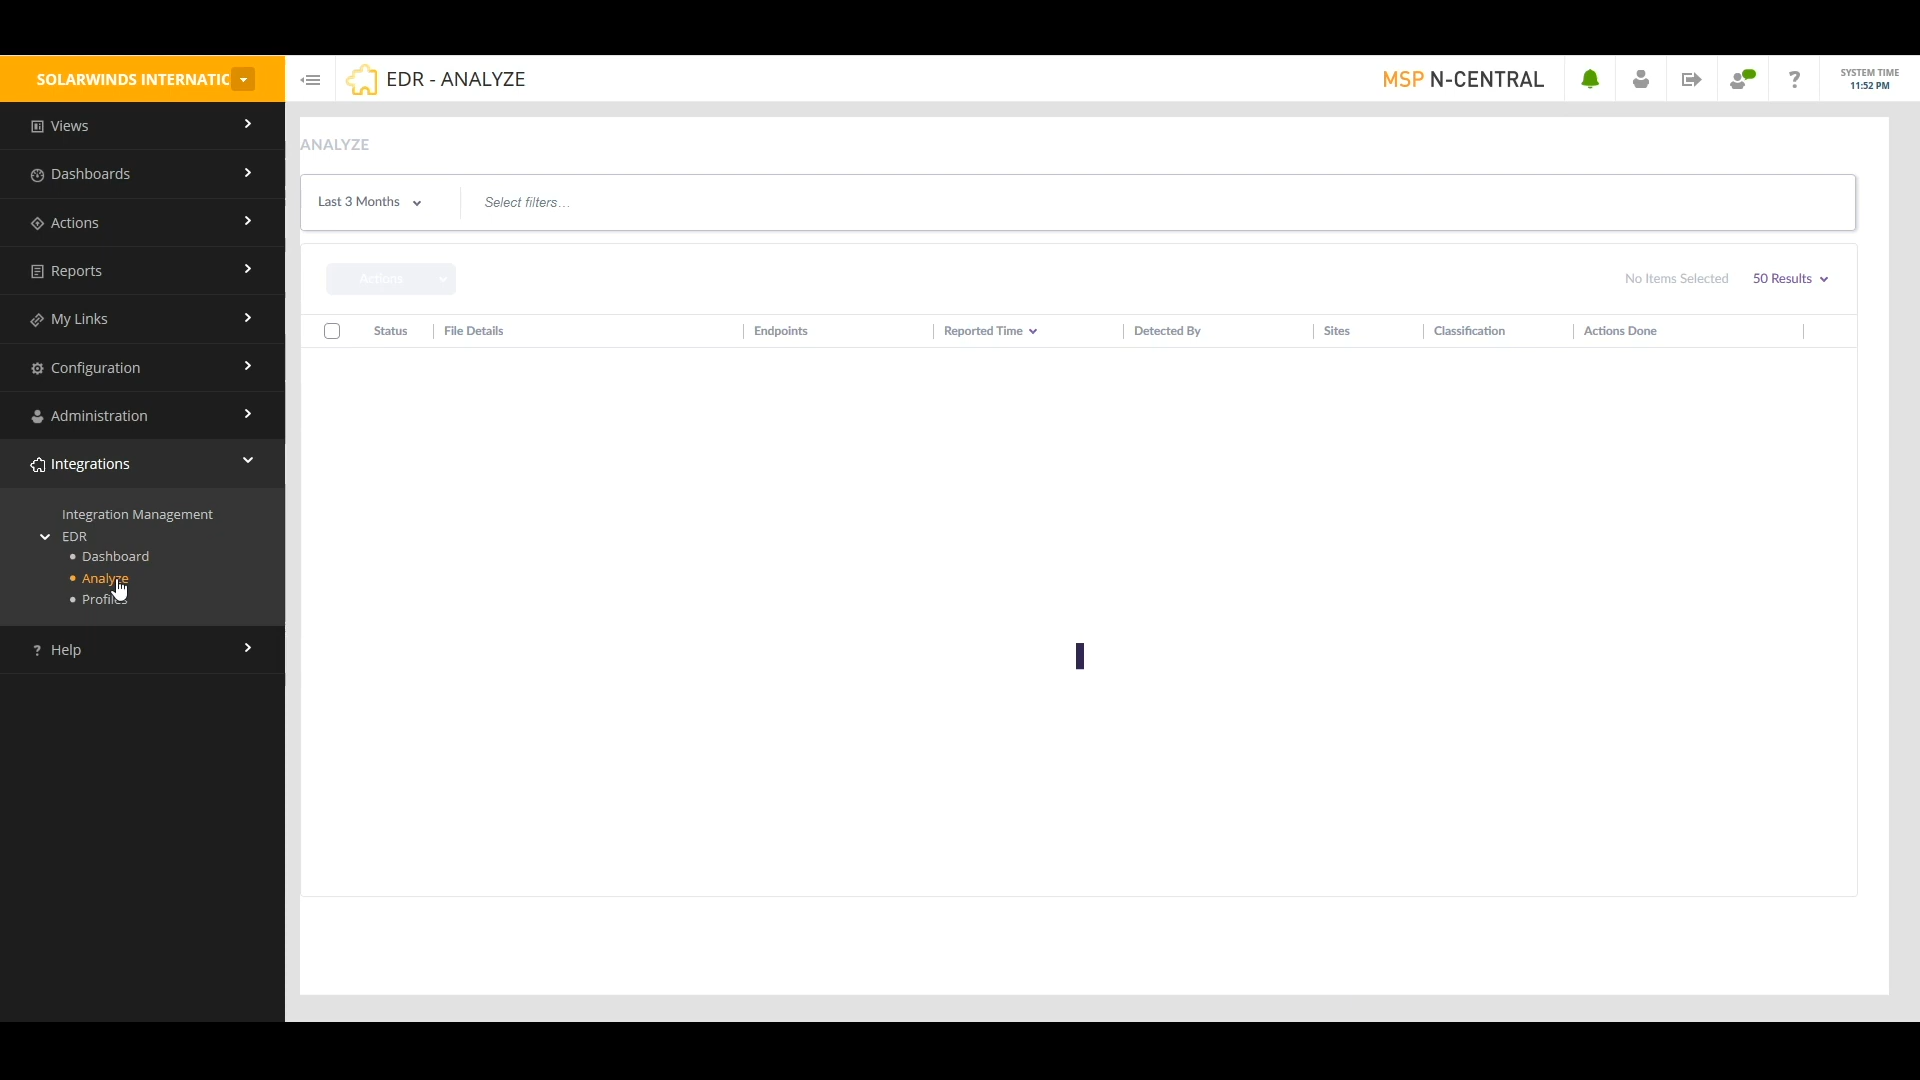 SOLARWINDS INTERNATIC
EDR - ANALYZE
MSP N-CENTRAL
?
SYSTEM TIME
11:52 PM
Views
Dashboards
Actions
Reports
My Links
Configuration
Administration
Integrations
Integration Management
EDR
• Dashboard
• Analyze
• Profiles
? Help
ANALYZE
Last 3 Months
Select filters...
Actions
No Items Selected
50 Results
Status File Details Endpoints Reported Time Detected By Sites Classification Actions Done